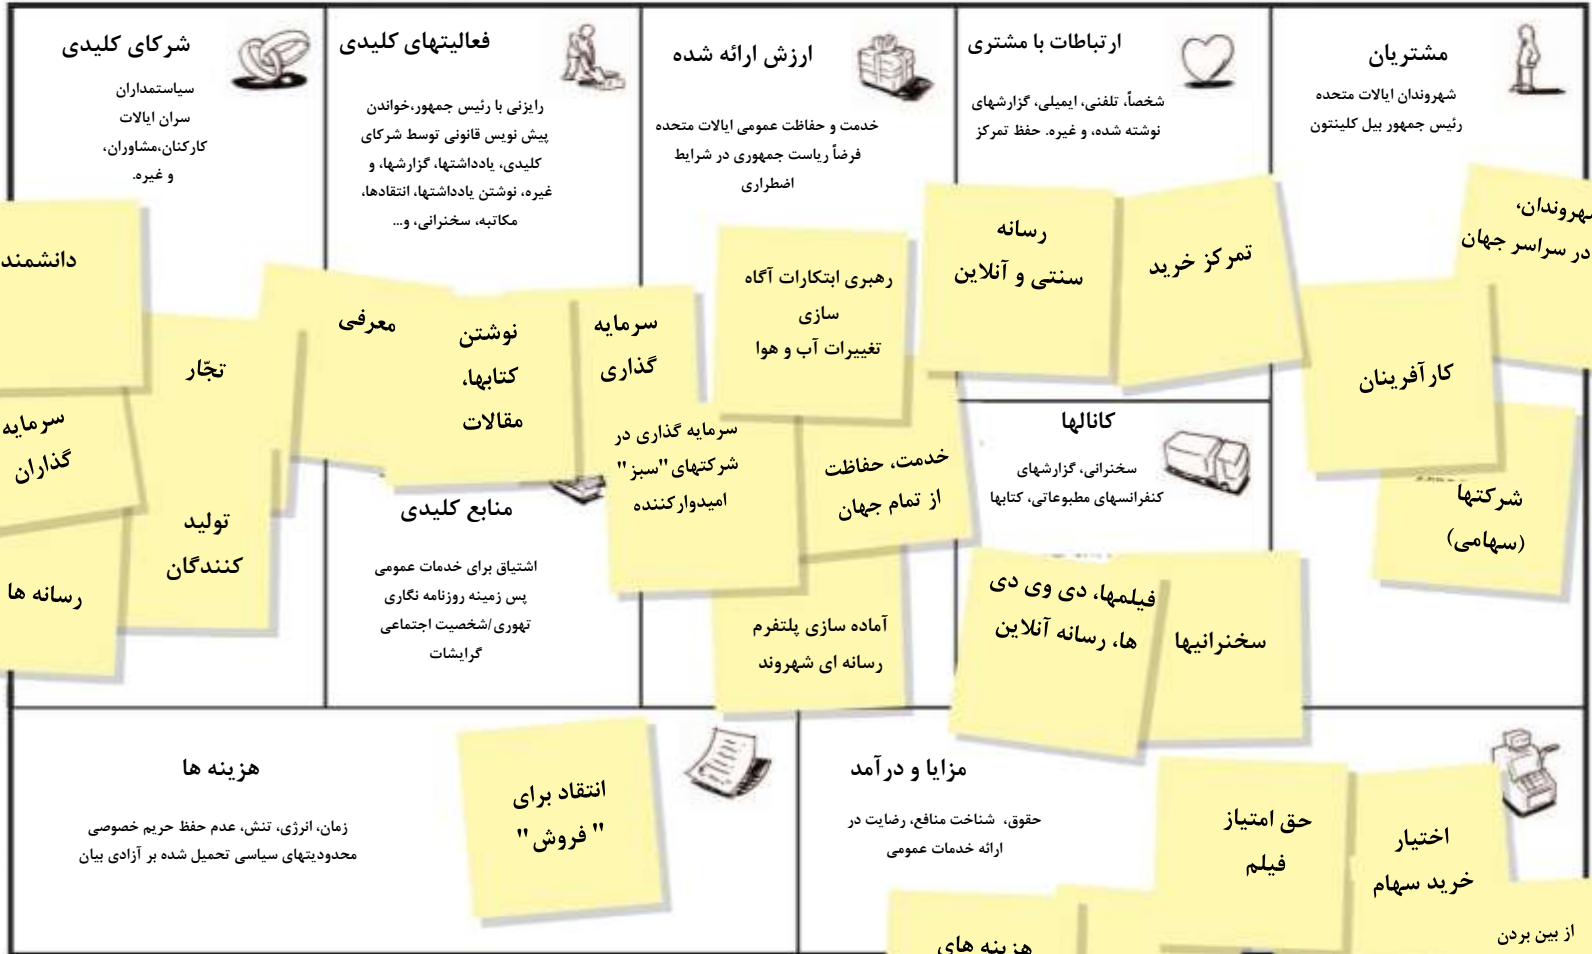 مشتریان
شهروندان ایالات متحده
رئیس جمهور بیل کلینتون
در سراسر جهان
کارآفرینان
شرکتها
(سهامی)
ارتباطات با مشتری
شخصاً، تلفنی، ایمیلی، گزارشهای
نوشته شده، و غیره. حفظ تمرکز
تمرکز خرید
رسانه
سنتی و آنلاین
کانالها
سخنرانی، گزارشهای
کنفرانسهای مطبوعاتی، کتابها
سخنرانیها
فیلمها، دی وی دی
ها، رسانه آنلاین
ارزش ارائه شده
خدمت و حفاظت عمومی ایالات متحده
فرضاً ریاست جمهوری در شرایط
اضطراری
رهبری ابتکارات آگاه
سازی
تغییرات آب و هوا
خدمت، حفاظت
از تمام جهان
سرمایه گذاری در
شرکتهای "سبز"
امیدوارکننده
آماده سازی پلتفرم
رسانه ای شهروند
فعالیتهای کلیدی
رایزنی با رئیس جمهور،خواندن
پیش نویس قانونی توسط شرکای
کلیدی، یادداشتها، گزارشها، و
غیره، نوشتن یادداشتها، انتقادها،
مکاتبه، سخنرانی، و...
سرمایه
گذاری
نوشتن
کتابها،
مقالات
معرفی
منابع کلیدی
اشتیاق برای خدمات عمومی
پس زمینه روزنامه نگاری
تهوری/شخصیت اجتماعی
گرایشات
شرکای کلیدی
سیاستمداران
سران ایالات
کارکنان،مشاوران،
و غیره.
دانشمند
تجّار
سرمایه
گذاران
تولید
کنندگان
رسانه ها
هزینه ها
زمان، انرژی، تنش، عدم حفظ حریم خصوصی
محدودیتهای سیاسی تحمیل شده بر آزادی بیان
انتقاد برای
"فروش"
مزایا و درآمد
حقوق، شناخت منافع، رضایت در
ارائه خدمات عمومی
حق امتیاز
فیلم
اختیار
خرید سهام
از بین بردن
هزینه های